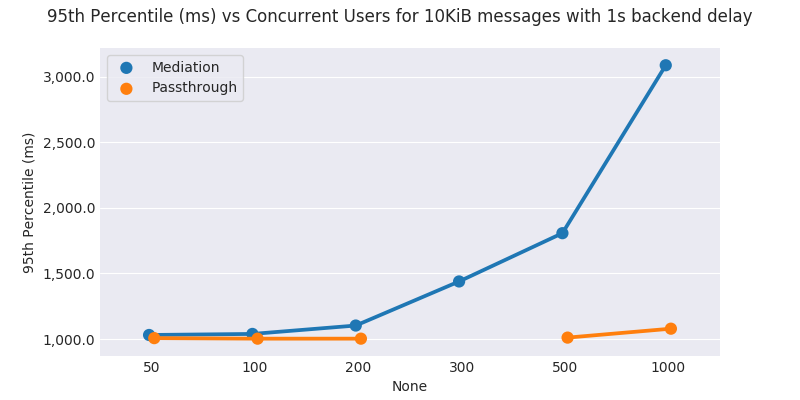 95th Percentile (ms) vs Concurrent Users for 10KiB messages with 1s backend delay
Mediation
Passthrough
95th Percentile (ms)
3,000.0
2,500.0
2,000.0
1,500.0
1,000.0
50 100 200 300 500 1000
None